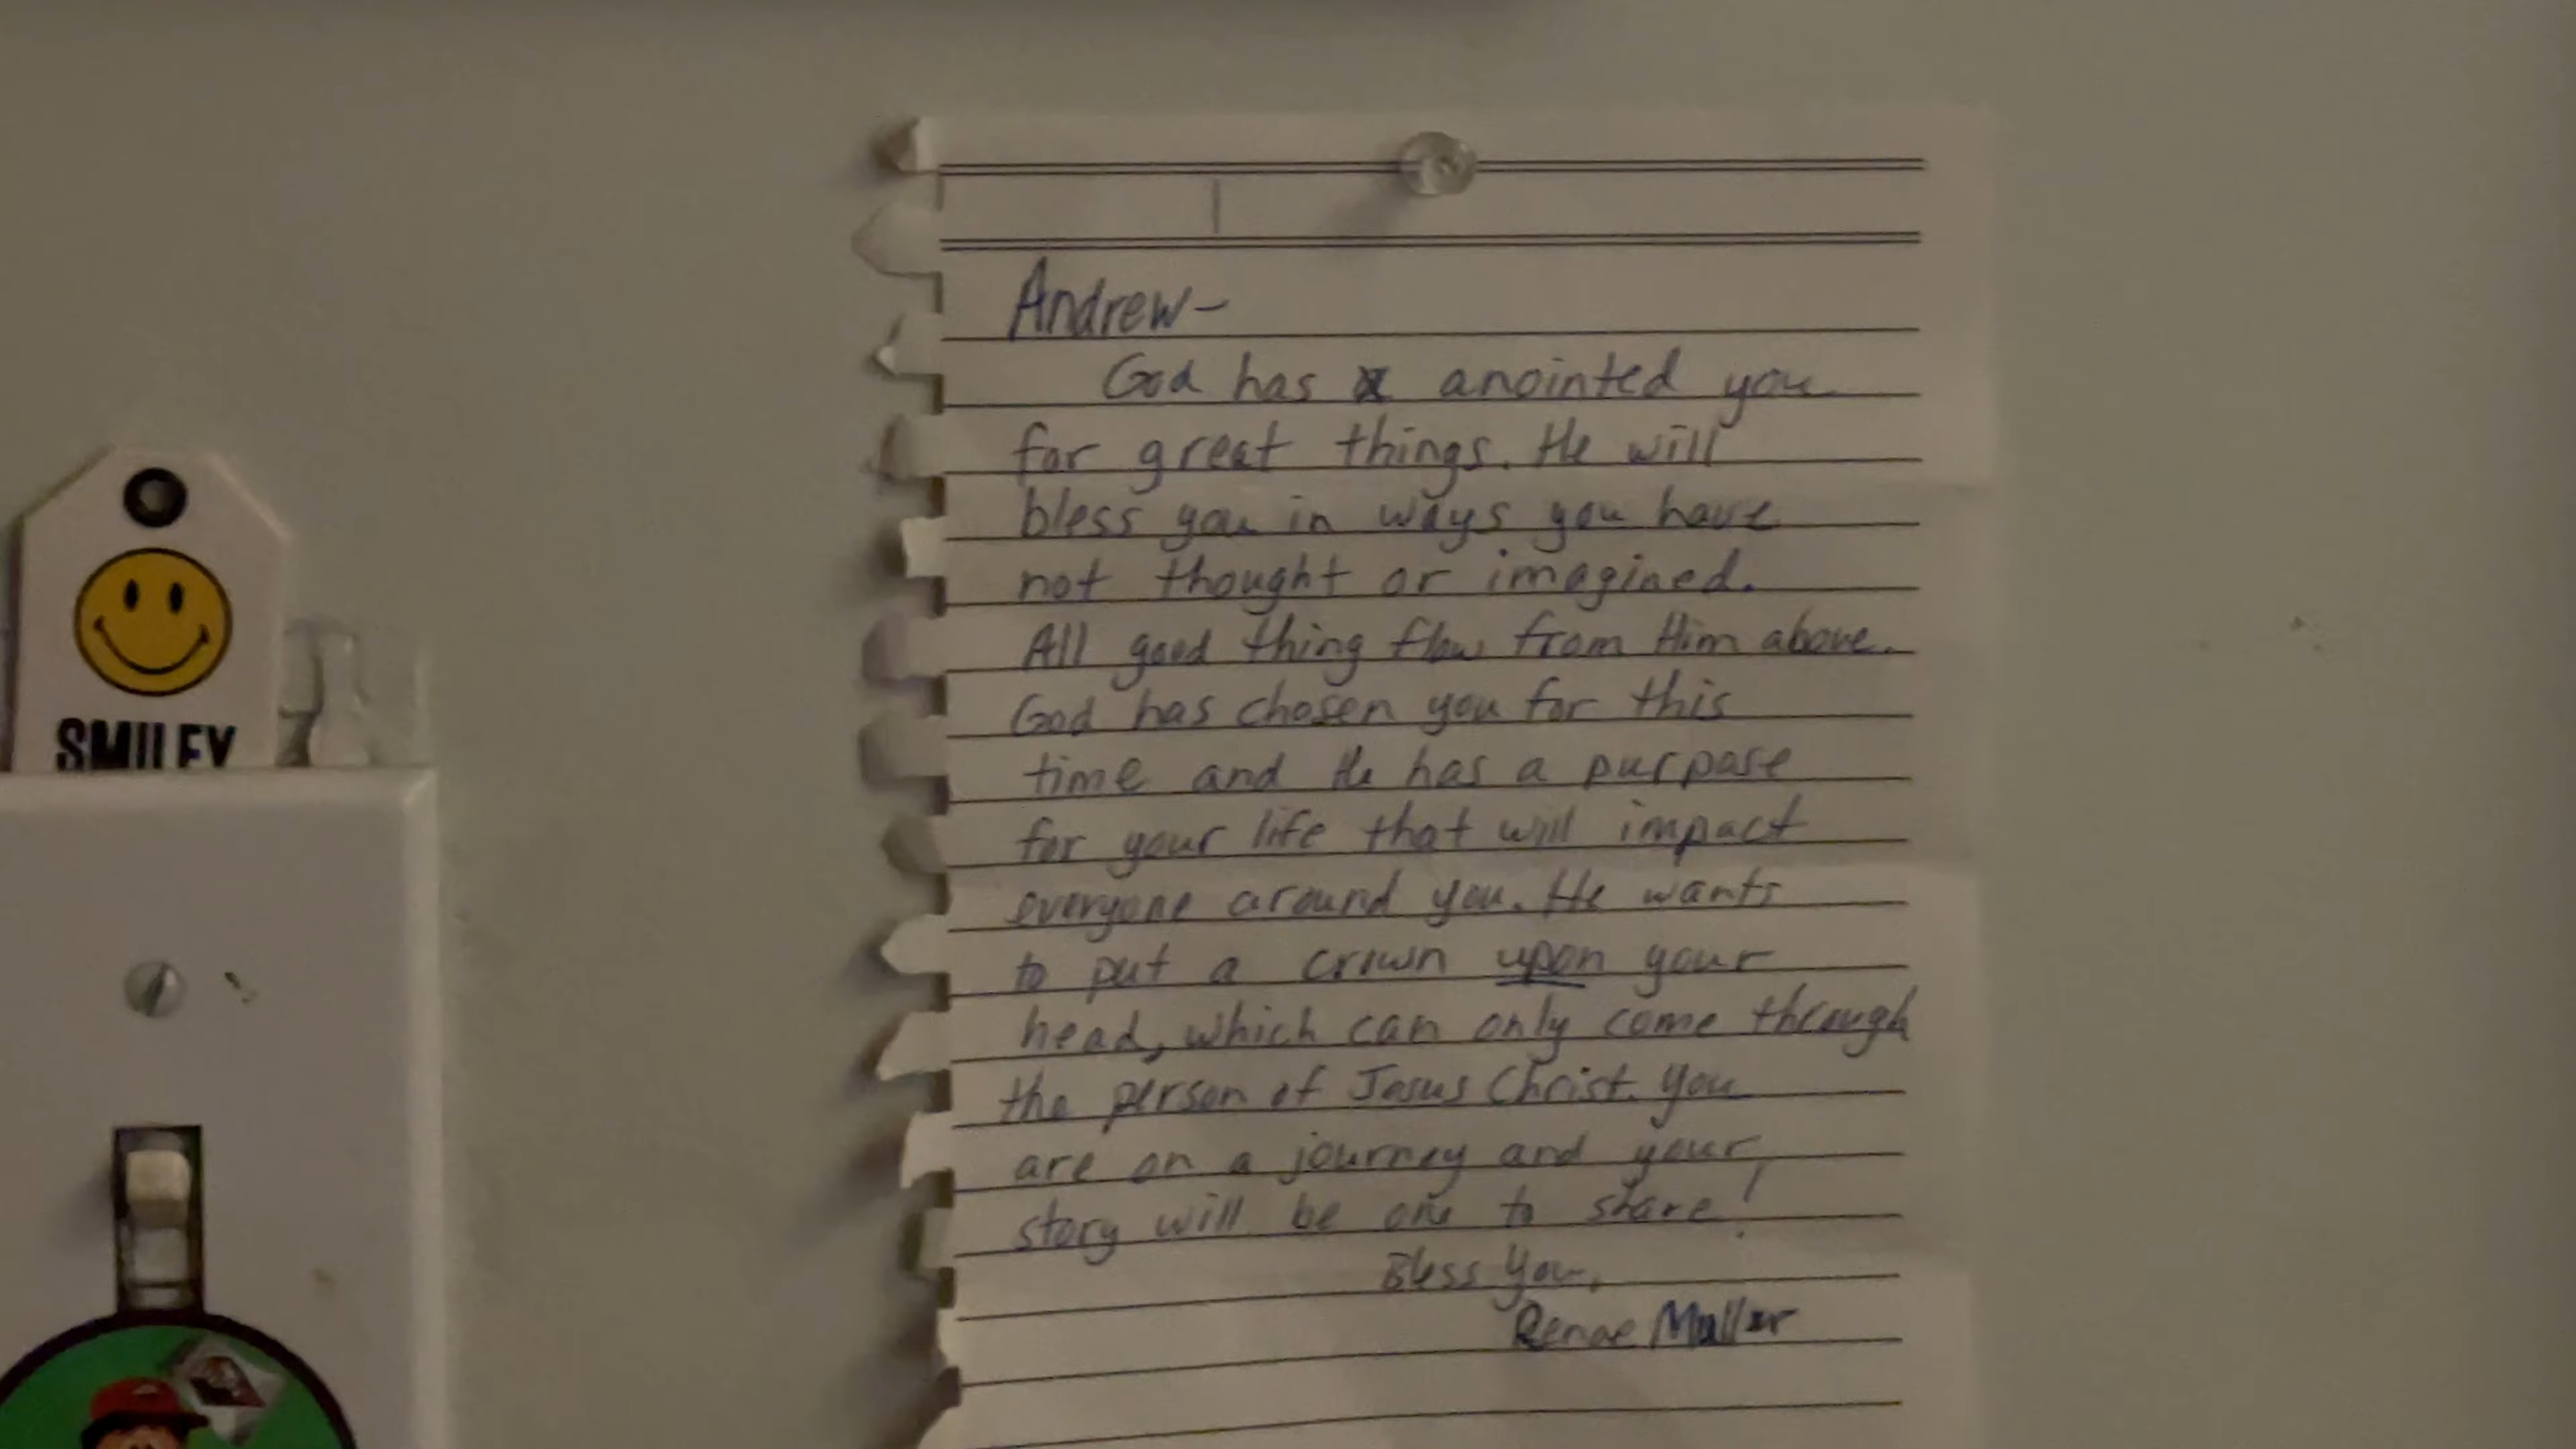 Andrew-
God has anointed you
for great things. He will
bless you in ways you have
not thought or imagined.
All good thing flow from Him above.
God has chosen you for this
time and He has a purpose
for your life that will impact
everyone around you. He wants
to put a crown upon your
head, which can only come through
the person of Jesus Christ. You
are on a journey and your
story will be one to share!
Bless You,
Renae Muller
SMILEY